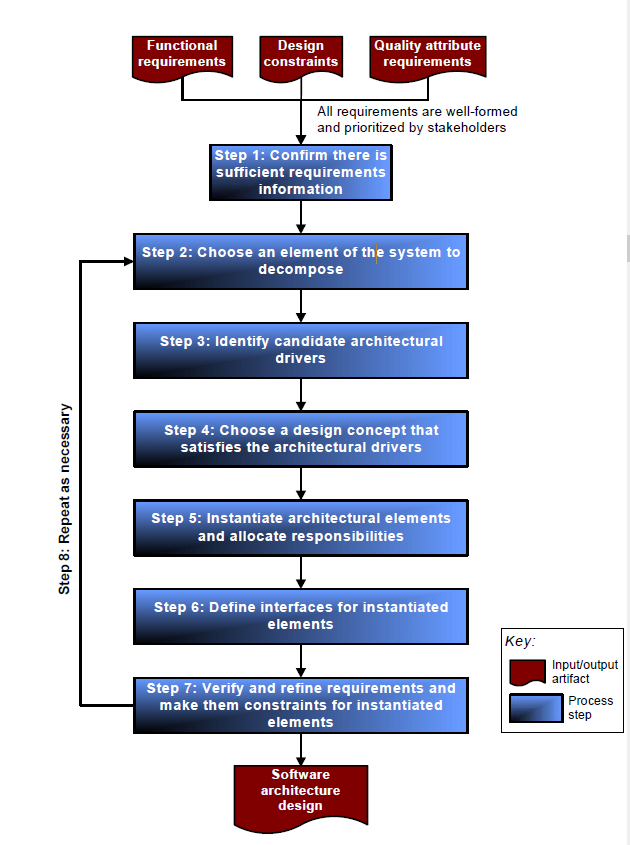 Functional
requirements
Design
constraints
Quality attribute
requirements
All requirements are well-formed
and prioritized by stakeholders
Step 1: Confirm there is
sufficient requirements
information
Step 2: Choose an element of the system to
decompose
Step 3: Identify candidate architectural
drivers
Step 4: Choose a design concept that
satisfies the architectural drivers
Step 5: Instantiate architectural elements
and allocate responsibilities
Step 6: Define interfaces for instantiated
elements
Step 7: Verify and refine requirements and
make them constraints for instantiated
elements
Step 8: Repeat as necessary
Software
architecture
design
Key:
Input/output
artifact
Process
step